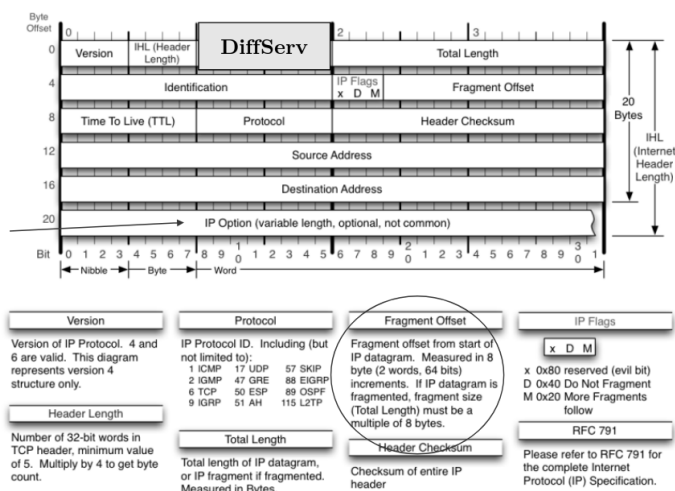 Byte
Offset
0 2 3
0 Version IHL (Header Length) DiffServ Total Length
4 Identification IP Flags x D M Fragment Offset
8 Time To Live (TTL) Protocol Header Checksum
12 Source Address
16 Destination Address
20 IP Option (variable length, optional, not common)
20 Bytes
IHL (Internet Header Length)
Bit 0 1 2 3 4 5 6 7 8 9 10 1 2 3 4 5 6 7 8 9 20 1 2 3 4 5 6 7 8 9 30 1
Nibble Byte Word
Version
Version of IP Protocol. 4 and
6 are valid. This diagram
represents version 4
structure only.
Header Length
Number of 32-bit words in
TCP header, minimum value
of 5. Multiply by 4 to get byte
count.
Protocol
IP Protocol ID. Including (but
not limited to):
1 ICMP 17 UDP 57 SKIP
2 IGMP 47 GRE 88 EIGRP
6 TCP 50 ESP 89 OSPF
9 IGRP 51 AH 115 L2TP
Total Length
Total length of IP datagram,
or IP fragment if fragmented.
Measured in Bytes.
Fragment Offset
Fragment offset from start of
IP datagram. Measured in 8
byte (2 words, 64 bits)
increments. If IP datagram is
fragmented, fragment size
(Total Length) must be a
multiple of 8 bytes.
Header Checksum
Checksum of entire IP
header
IP Flags
x D M
x 0x80 reserved (evil bit)
D 0x40 Do Not Fragment
M 0x20 More Fragments
follow
RFC 791
Please refer to RFC 791 for
the complete Internet
Protocol (IP) Specification.